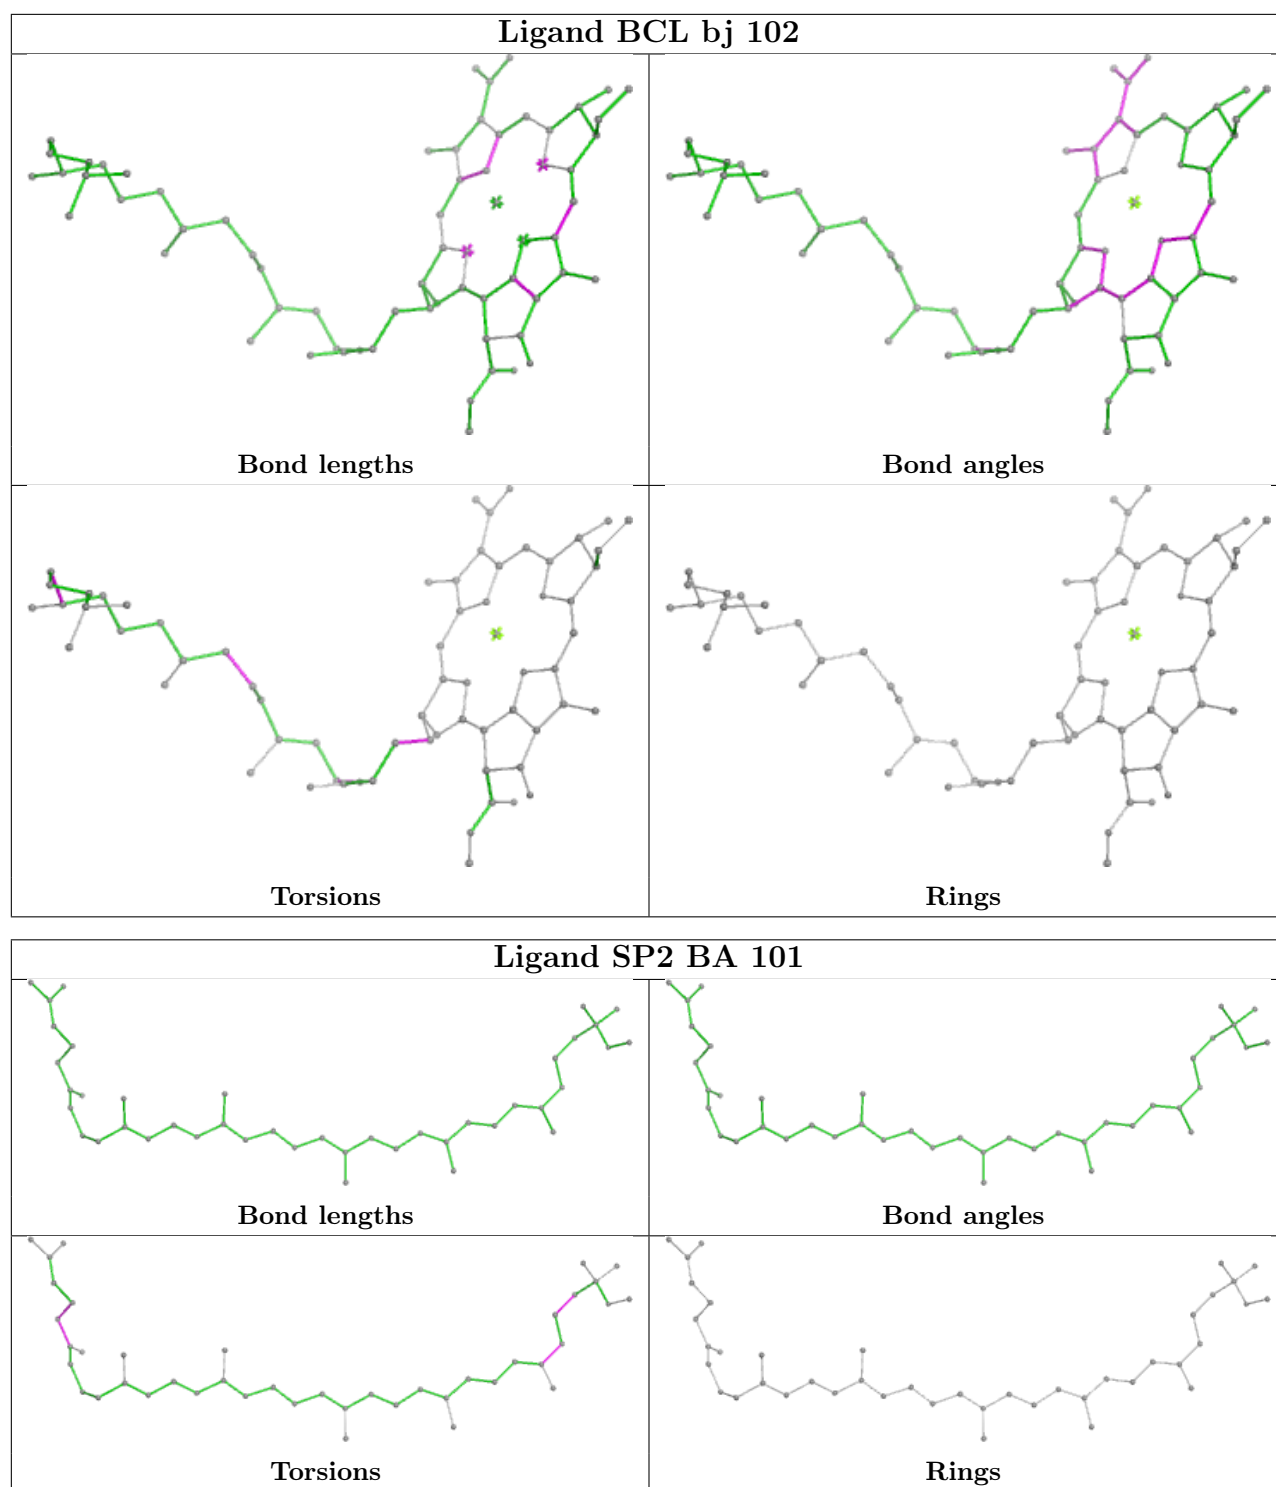 Ligand BCL bj 102
Bond lengths
Bond angles
Torsions
Rings
Ligand SP2 BA 101
Bond lengths
Bond angles
Torsions
Rings